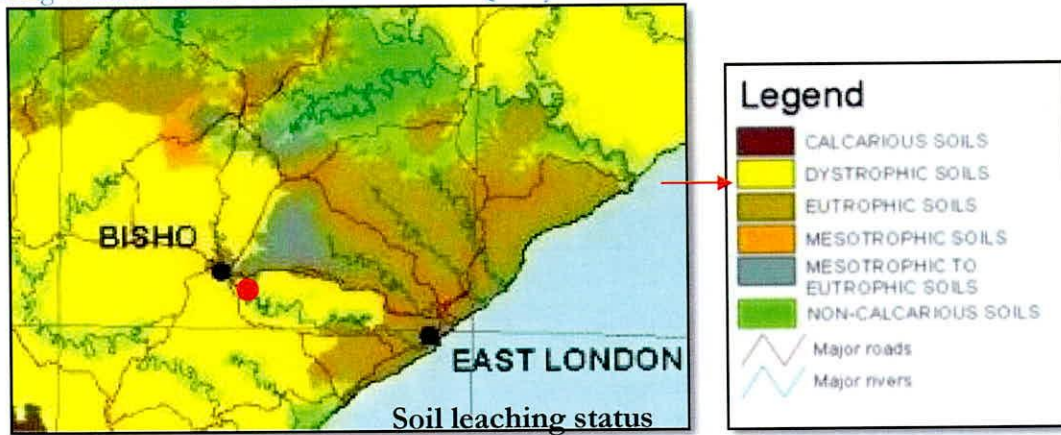 BISHO
EAST LONDON
Soil leaching status
Legend
CALCARIOUS SOILS
DYSTROPHIC SOILS
EUTROPHIC SOILS
MESOTROPHIC SOILS
MESOTROPHIC TO
EUTROPHIC SOILS
NON-CALCARIOUS SOILS
Major roads
Major rivers